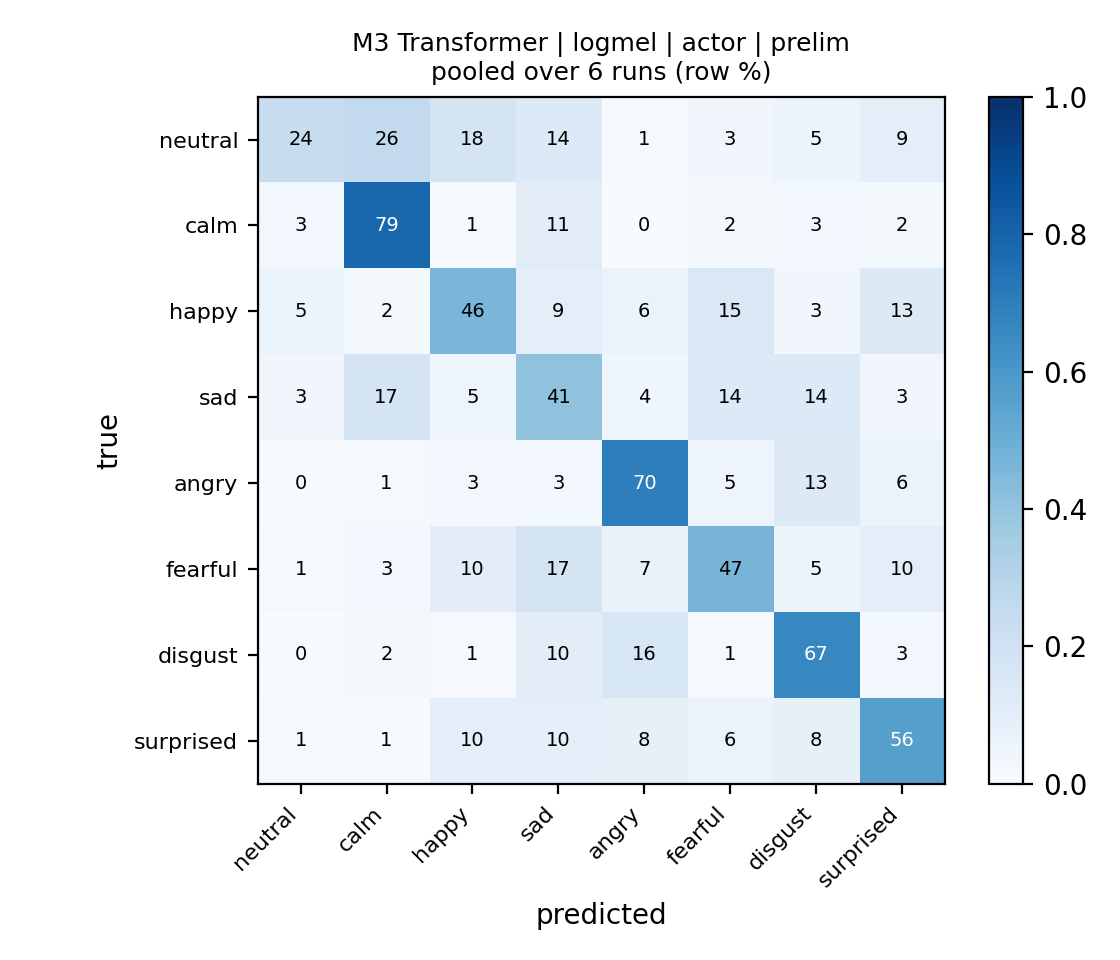 M3 Transformer | logmel | actor | prelim
pooled over 6 runs (row %)
neutral 24 26 18 14 1 3 5 9
calm 3 79 1 11 0 2 3 2
happy 5 2 46 9 6 15 3 13
sad 3 17 5 41 4 14 14 3
angry 0 1 3 3 70 5 13 6
fearful 1 3 10 17 7 47 5 10
disgust 0 2 1 10 16 1 67 3
surprised 1 1 10 10 8 6 8 56
true
neutral calm happy sad angry fearful disgust surprised
predicted
1.0
0.8
0.6
0.4
0.2
0.0